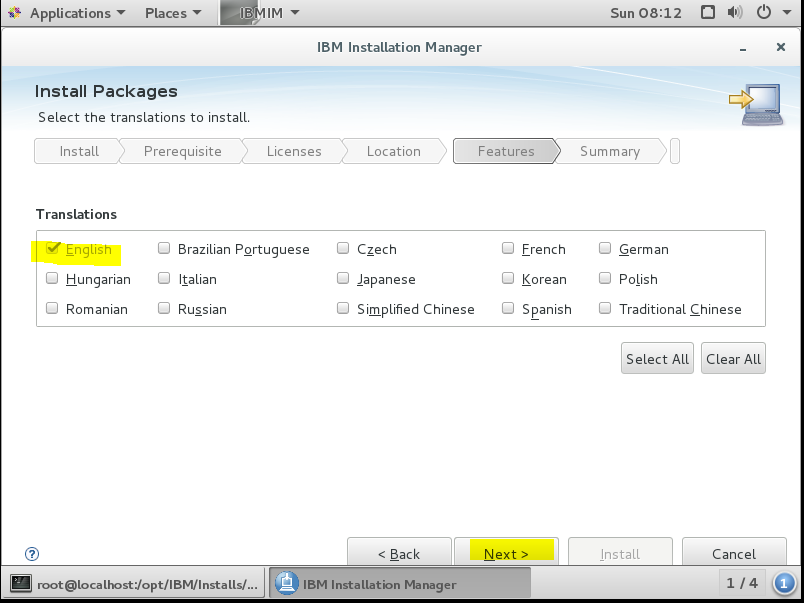 Applications Places IBMIM Sun 08:12
IBM Installation Manager
Install Packages
Select the translations to install.
Install Prerequisite Licenses Location Features Summary
Translations
English Brazilian Portuguese Czech French German
Hungarian Italian Japanese Korean Polish
Romanian Russian Simplified Chinese Spanish Traditional Chinese
Select All Clear All
? < Back Next > Install Cancel
root@localhost:/opt/IBM/Installs/... IBM Installation Manager 1 / 4 1